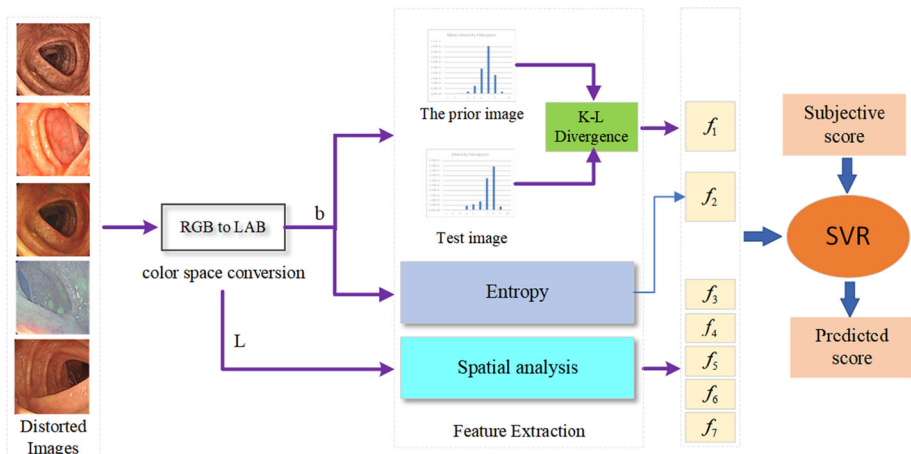 Mean Intensity Histogram
The prior image
K-L
Divergence
f1
Subjective
score
Intensity Histogram
Test image
f2
RGB to LAB
b
color space conversion
SVR
Entropy
f3
L
f4
Spatial analysis
f5
Predicted
score
f6
f7
Distorted
Images
Feature Extraction